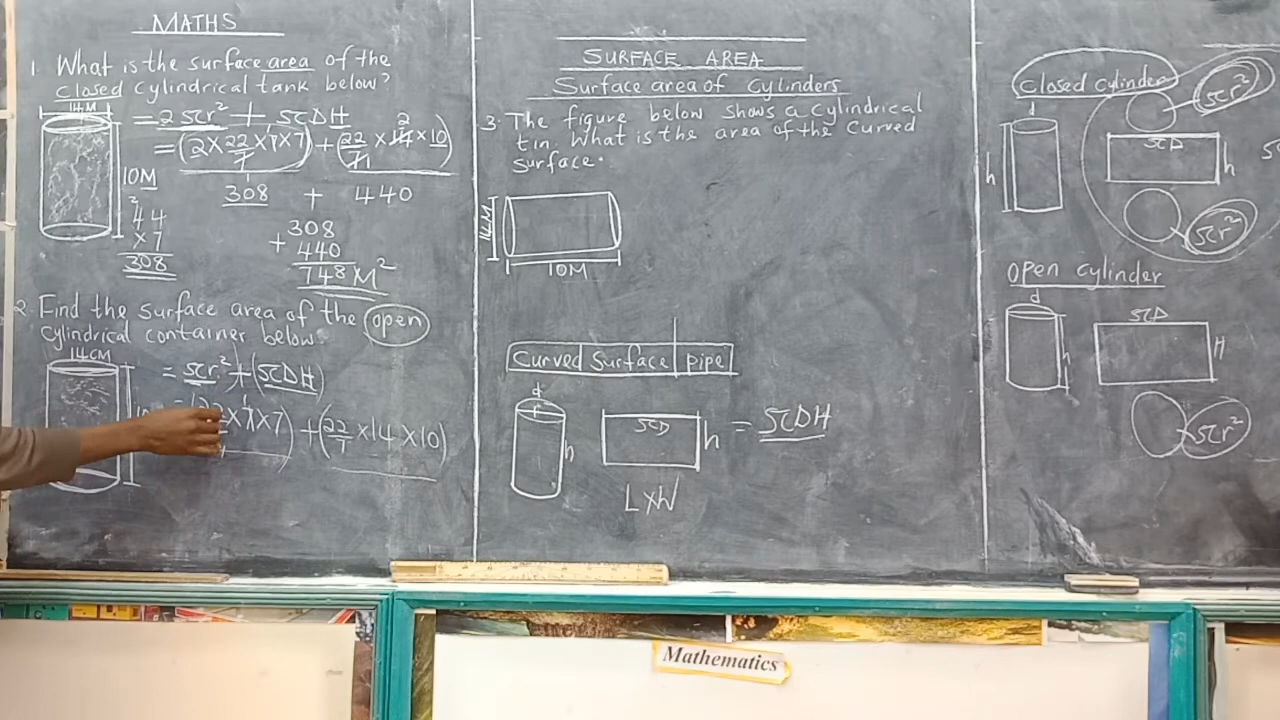 MATHS
1. What is the surface area of the
closed cylindrical tank below?
14M
= 2πr² + πDH
= (2×22/7×7×7)+(22/7×14×10)
2
1
10M
308 + 440
44
×7
308
308
+ 440
748 M²
2. Find the surface area of the open
cylindrical container below.
14CM
= πr² + (πDH)
×7×7) + (22/7 ×14×10)
SURFACE AREA
Surface area of Cylinders
3. The figure below shows a cylindrical
tin. What is the area of the curved
surface.
14M
10M
Curved Surface pipe
d
r
h
πD
h
= πDH
L×W
Closed cylinder
πr²
d
h
πD
h
πr²
Open cylinder
d
h
πD
H
πr²
Mathematics